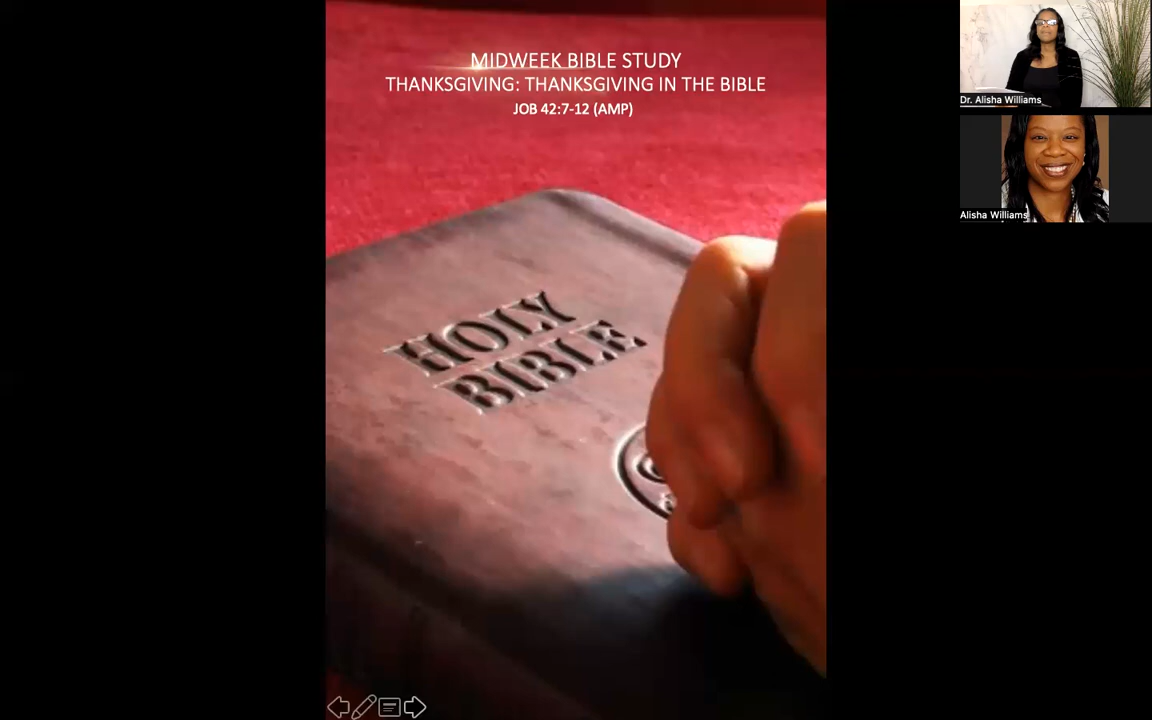 MIDWEEK BIBLE STUDY
THANKSGIVING: THANKSGIVING IN THE BIBLE
JOB 42:7-12 (AMP)
HOLY
BIBLE
Dr. Alisha Williams
Alisha Williams